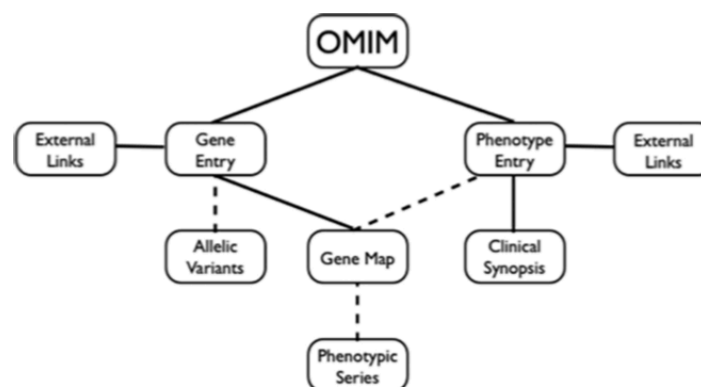 OMIM
External
Links
Gene
Entry
Phenotype
Entry
External
Links
Allelic
Variants
Gene Map
Clinical
Synopsis
Phenotypic
Series